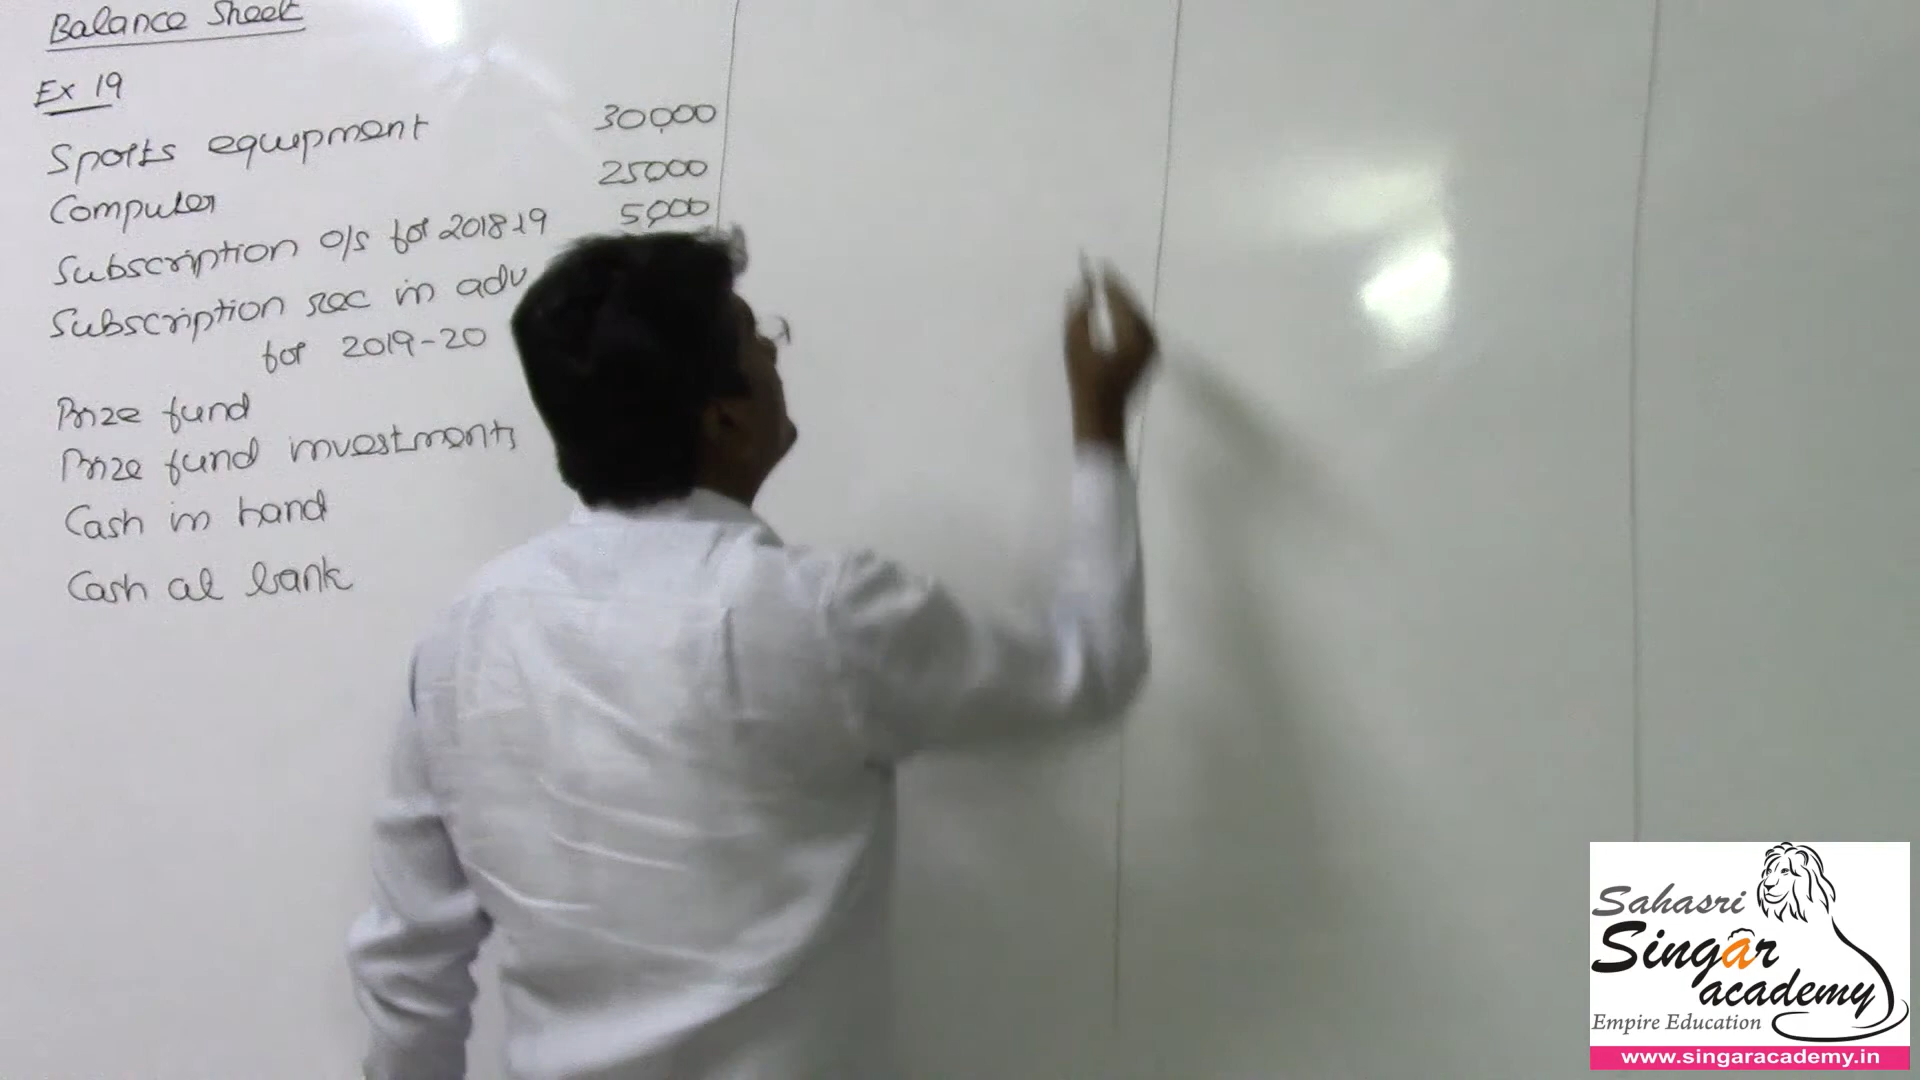 Balance Sheet
Ex 19
Sports equipment 30,000
Computer 25,000
Subscription o/s for 2018-19 5,000
Subscription rec in adv
for 2019-20
Prize fund
Prize fund investments
Cash in hand
Cash at bank
Sahasri
Singar
academy
Empire Education
www.singaracademy.in